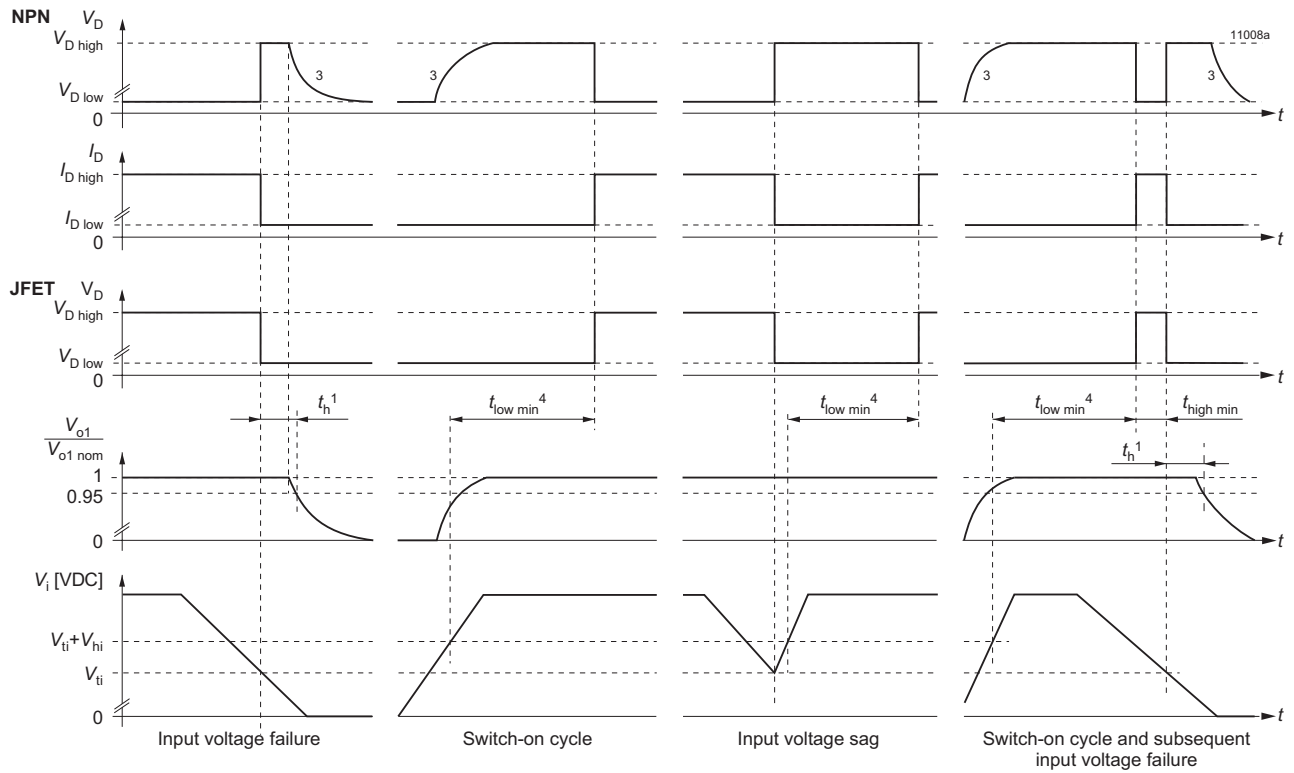 NPN V_D
11008a
V_D high
3 3 3 3
V_D low
0
t
I_D
I_D high
I_D low
0
t
JFET V_D
V_D high
V_D low
0
t
t_h^1 t_low min^4 t_low min^4 t_low min^4 t_high min
V_o1
V_o1 nom
t_h^1
1
0.95
0
t
V_i [VDC]
V_ti+V_hi
V_ti
0
t
Input voltage failure Switch-on cycle Input voltage sag Switch-on cycle and subsequent
input voltage failure